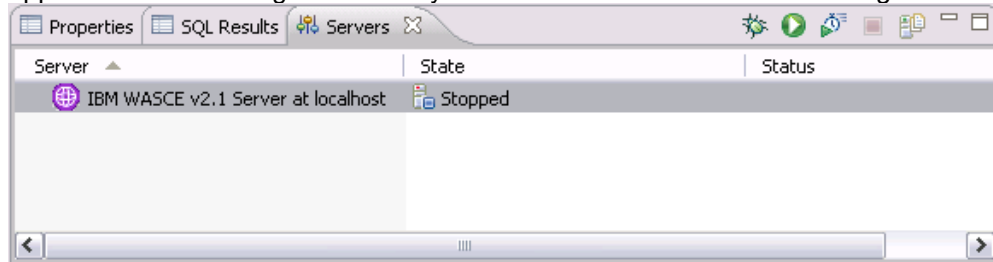 Properties SQL Results Servers
Server State Status
IBM WASCE v2.1 Server at localhost Stopped